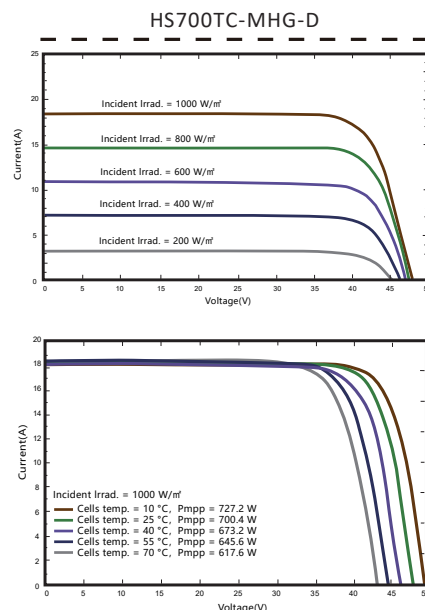 HS700TC-MHG-D
25
20
15
10
5
0
Current(A)
Incident Irrad. = 1000 W/㎡
Incident Irrad. = 800 W/㎡
Incident Irrad. = 600 W/㎡
Incident Irrad. = 400 W/㎡
Incident Irrad. = 200 W/㎡
0 5 10 15 20 25 30 35 40 45
Voltage(V)
20
18
16
14
12
10
8
6
4
2
0
Current(A)
Incident Irrad. = 1000 W/㎡
Cells temp. = 10 °C, Pmpp = 727.2 W
Cells temp. = 25 °C, Pmpp = 700.4 W
Cells temp. = 40 °C, Pmpp = 673.2 W
Cells temp. = 55 °C, Pmpp = 645.6 W
Cells temp. = 70 °C, Pmpp = 617.6 W
0 5 10 15 20 25 30 35 40 45
Voltage(V)